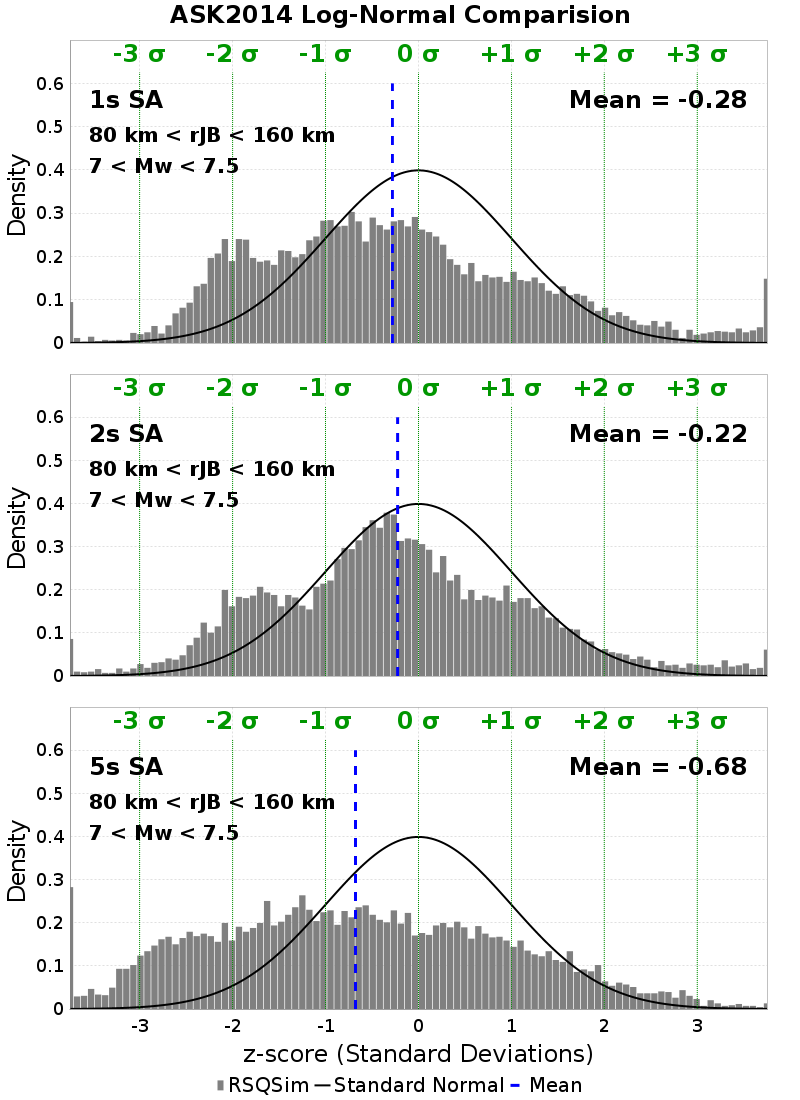 ASK2014 Log-Normal Comparision
-3 σ -2 σ -1 σ 0 σ +1 σ +2 σ +3 σ
1s SA Mean = -0.28
80 km < rJB < 160 km
7 < Mw < 7.5
Density
0.6
0.5
0.4
0.3
0.2
0.1
0
-3 σ -2 σ -1 σ 0 σ +1 σ +2 σ +3 σ
2s SA Mean = -0.22
80 km < rJB < 160 km
7 < Mw < 7.5
Density
0.6
0.5
0.4
0.3
0.2
0.1
0
-3 σ -2 σ -1 σ 0 σ +1 σ +2 σ +3 σ
5s SA Mean = -0.68
80 km < rJB < 160 km
7 < Mw < 7.5
Density
0.6
0.5
0.4
0.3
0.2
0.1
0
-3 -2 -1 0 1 2 3
z-score (Standard Deviations)
RSQSim Standard Normal Mean